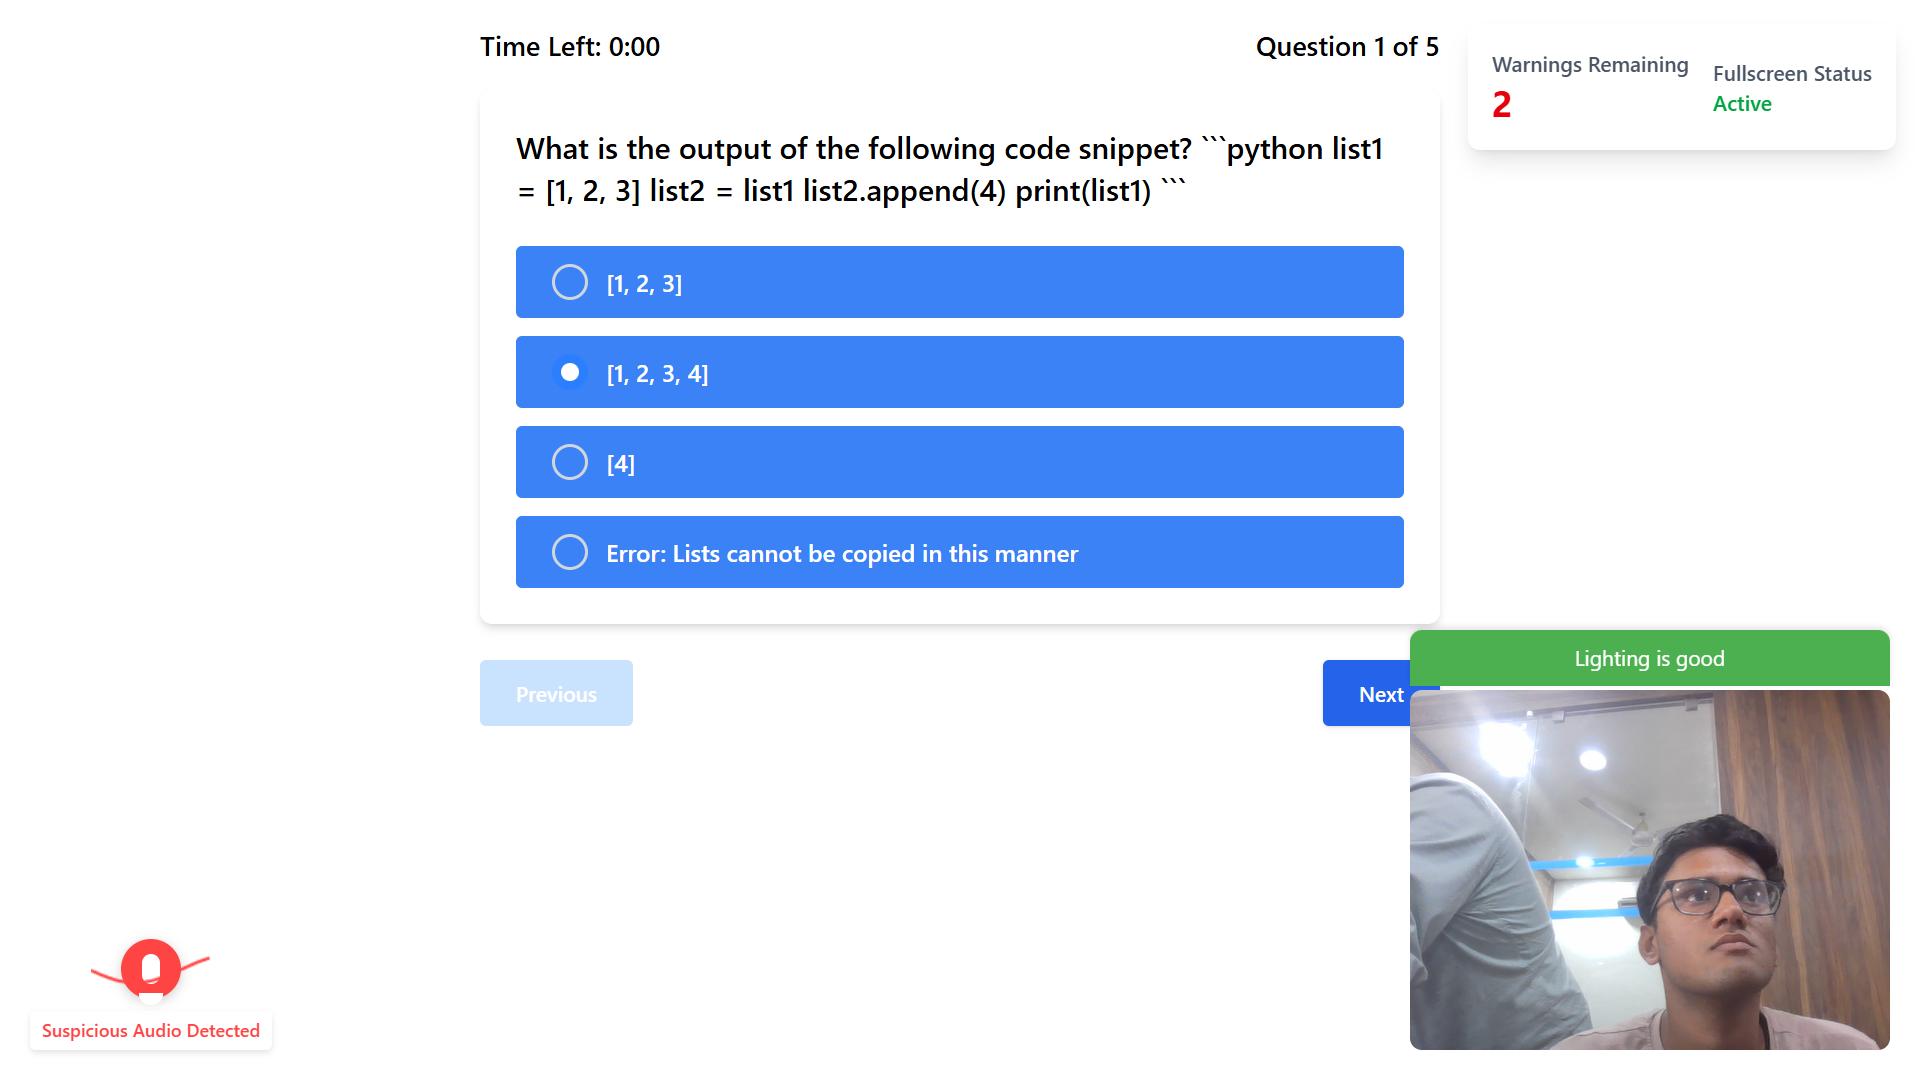 Time Left: 0:00
Question 1 of 5
Warnings Remaining
2
Fullscreen Status
Active
What is the output of the following code snippet? ```python list1
= [1, 2, 3] list2 = list1 list2.append(4) print(list1) ```
[1, 2, 3]
[1, 2, 3, 4]
[4]
Error: Lists cannot be copied in this manner
Previous
Next
Lighting is good
Suspicious Audio Detected